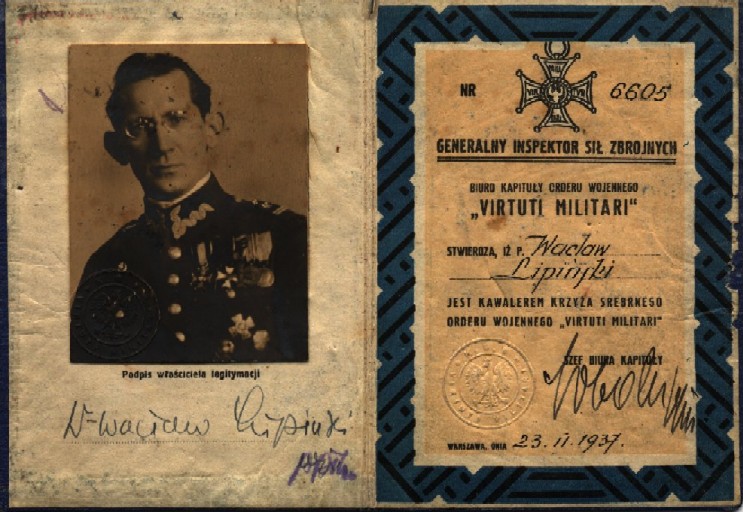 Podpis właściciela legitymacji
Dr Wacław Lipiński
NR 6605
GENERALNY INSPEKTOR SIŁ ZBROJNYCH
BIURO KAPITUŁY ORDERU WOJENNEGO
„VIRTUTI MILITARI"
STWIERDZA, IŻ P. Wacław
Lipiński
JEST KAWALEREM KRZYŻA SREBRNEGO
ORDERU WOJENNEGO „VIRTUTI MILITARI"
SZEF BIURA KAPITUŁY
WARSZAWA, DNIA 23. II. 1937.